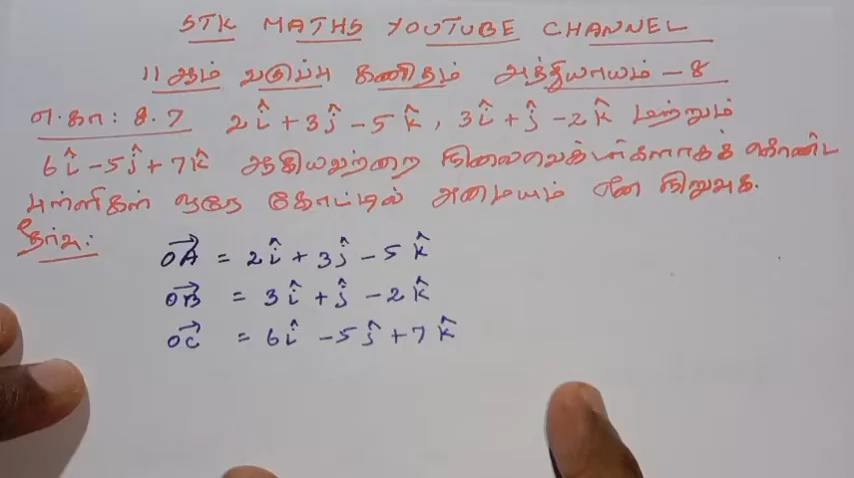 STK MATHS YOUTUBE CHANNEL
11 ஆம் வகுப்பு கணிதம் அத்தியாயம் - 8
எ.கா: 8.7 2î + 3ĵ - 5k̂, 3î + ĵ - 2k̂ மற்றும்
6î - 5ĵ + 7k̂ ஆகியவற்றை நிலைவெக்டர்களாகக் கொண்ட
புள்ளிகள் ஒரே கோட்டில் அமையும் என நிறுவுக.
தீர்வு:
OA⃗ = 2î + 3ĵ - 5k̂
OB⃗ = 3î + ĵ - 2k̂
OC⃗ = 6î - 5ĵ + 7k̂